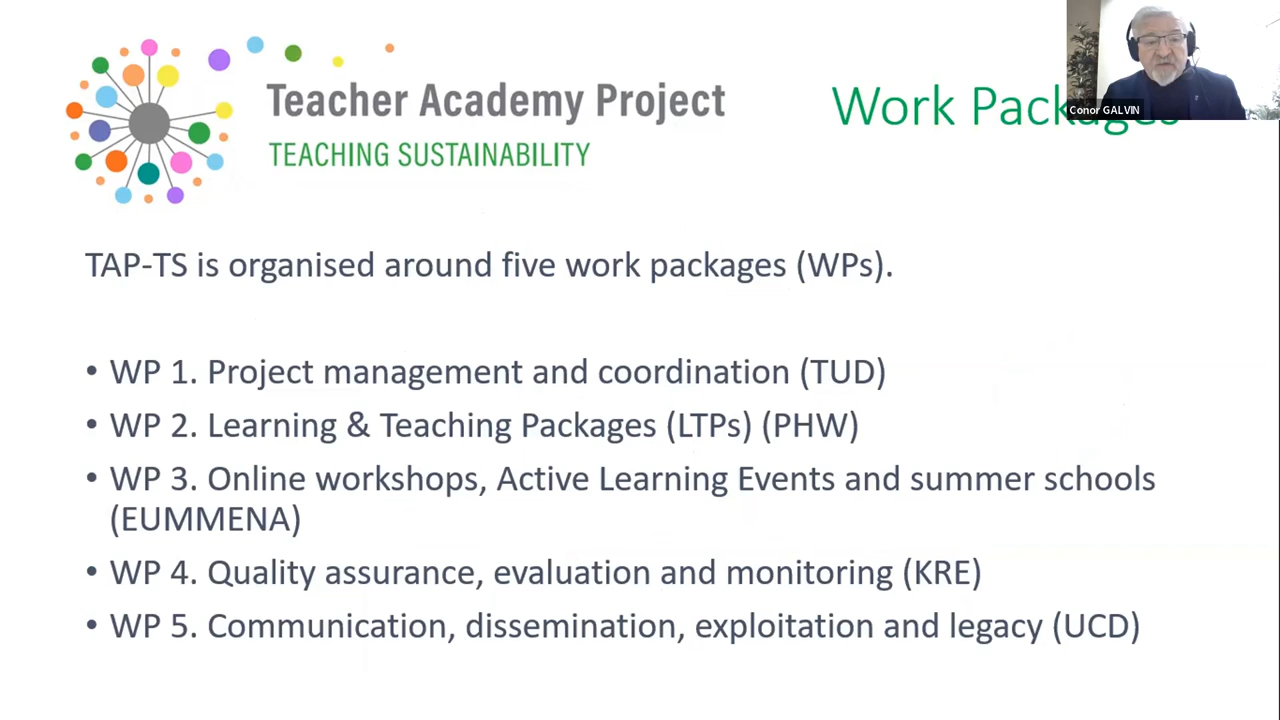 Teacher Academy Project
TEACHING SUSTAINABILITY
Work Packages
Conor GALVIN
TAP-TS is organised around five work packages (WPs).
• WP 1. Project management and coordination (TUD)
• WP 2. Learning & Teaching Packages (LTPs) (PHW)
• WP 3. Online workshops, Active Learning Events and summer schools
(EUMMENA)
• WP 4. Quality assurance, evaluation and monitoring (KRE)
• WP 5. Communication, dissemination, exploitation and legacy (UCD)